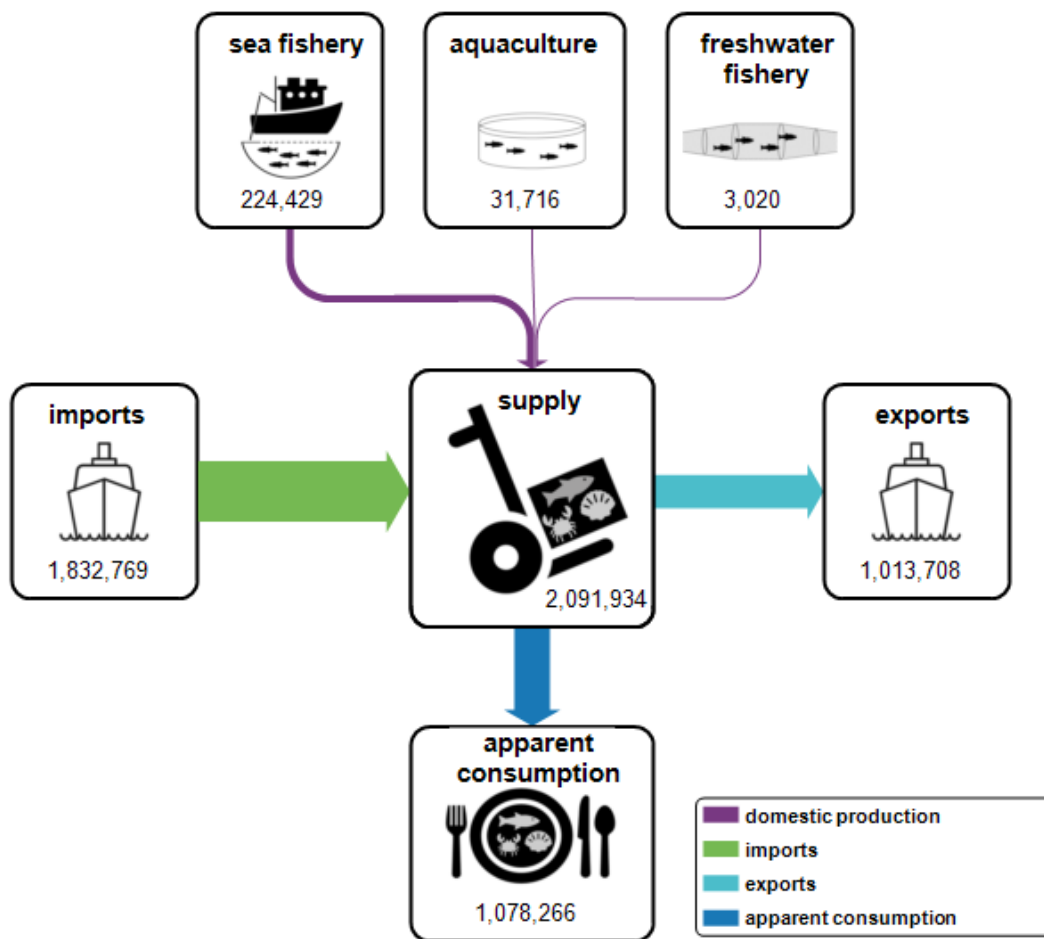 sea fishery
224,429
aquaculture
31,716
freshwater
fishery
3,020
imports
1,832,769
supply
2,091,934
exports
1,013,708
apparent
consumption
1,078,266
domestic production
imports
exports
apparent consumption